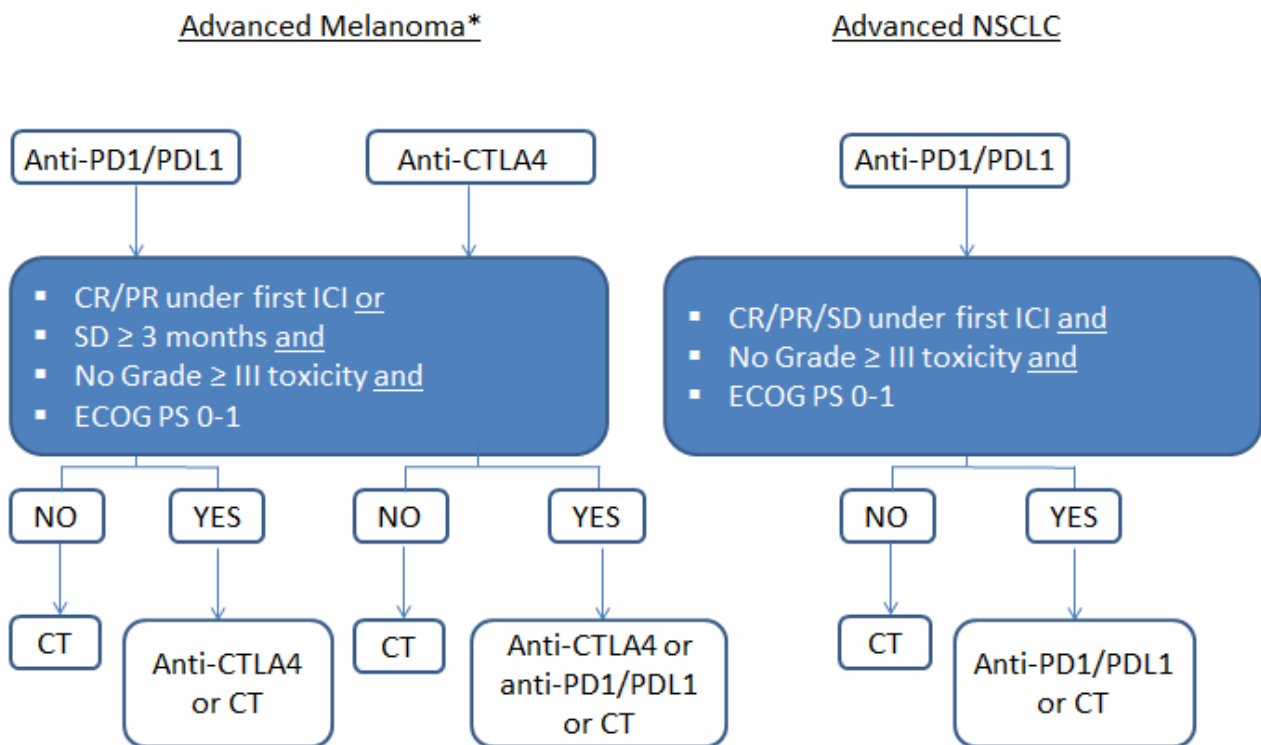 Advanced Melanoma*
Advanced NSCLC
Anti-PD1/PDL1
Anti-CTLA4
Anti-PD1/PDL1
▪ CR/PR under first ICI or
▪ SD ≥ 3 months and
▪ No Grade ≥ III toxicity and
▪ ECOG PS 0-1
▪ CR/PR/SD under first ICI and
▪ No Grade ≥ III toxicity and
▪ ECOG PS 0-1
NO
YES
NO
YES
NO
YES
CT
Anti-CTLA4
or CT
CT
Anti-CTLA4 or
anti-PD1/PDL1
or CT
CT
Anti-PD1/PDL1
or CT